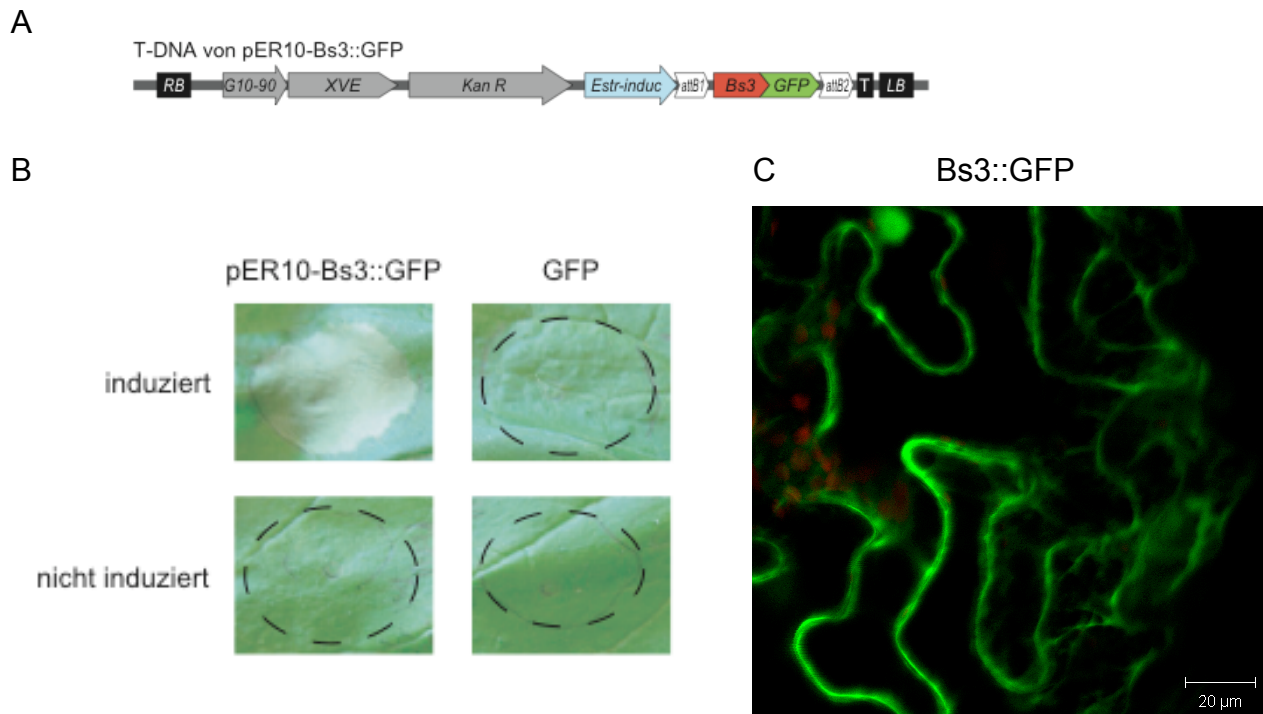 A
T-DNA von pER10-Bs3::GFP
RB G10-90 XVE Kan R Estr-induc attB1 Bs3 GFP attB2 T LB
B
pER10-Bs3::GFP GFP
induziert
nicht induziert
C Bs3::GFP
20 µm